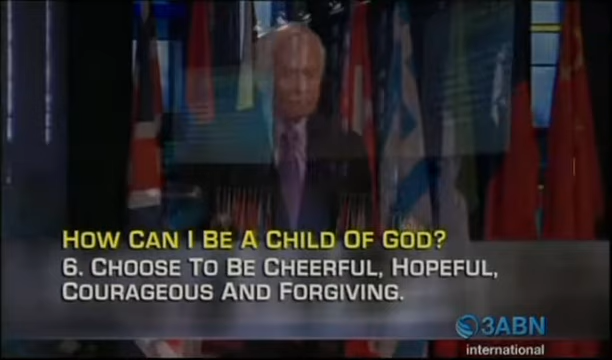 HOW CAN I BE A CHILD OF GOD?
6. CHOOSE TO BE CHEERFUL, HOPEFUL,
COURAGEOUS AND FORGIVING.
3ABN
international